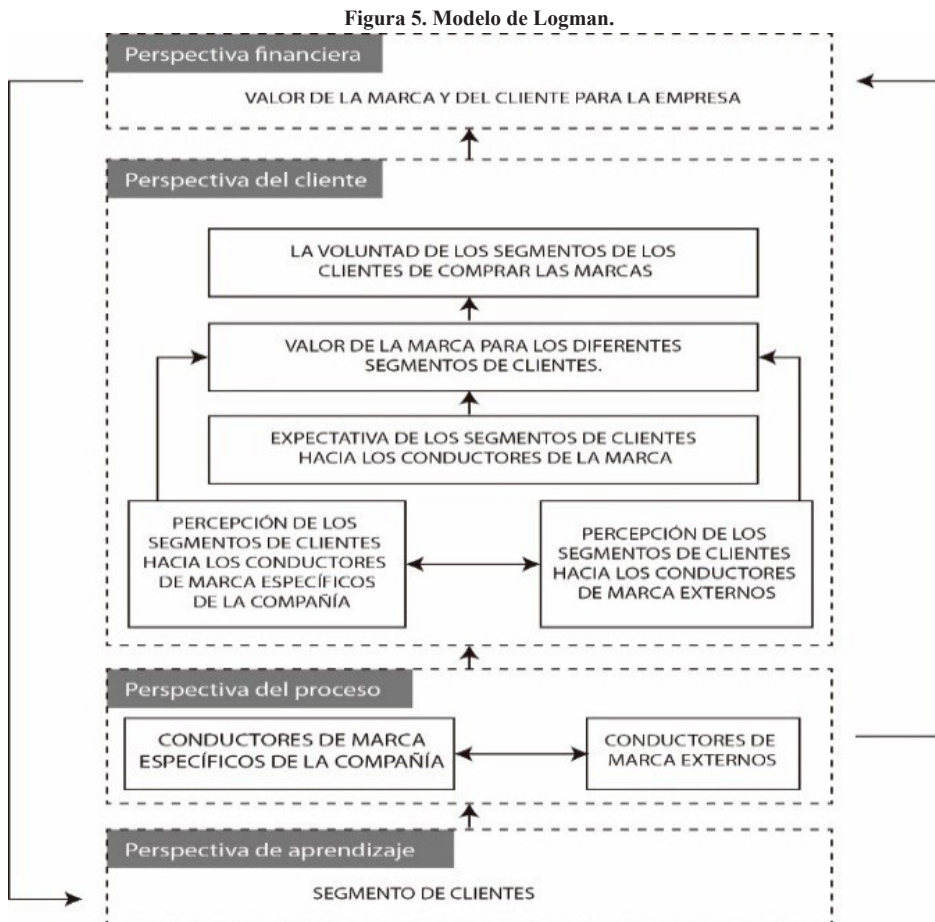 Figura 5. Modelo de Logman.
Perspectiva financiera
VALOR DE LA MARCA Y DEL CLIENTE PARA LA EMPRESA
Perspectiva del cliente
LA VOLUNTAD DE LOS SEGMENTOS DE LOS
CLIENTES DE COMPRAR LAS MARCAS
VALOR DE LA MARCA PARA LOS DIFERENTES
SEGMENTOS DE CLIENTES.
EXPECTATIVA DE LOS SEGMENTOS DE CLIENTES
HACIA LOS CONDUCTORES DE LA MARCA
PERCEPCIÓN DE LOS
SEGMENTOS DE CLIENTES
HACIA LOS CONDUCTORES
DE MARCA ESPECÍFICOS
DE LA COMPAÑÍA
PERCEPCIÓN DE LOS
SEGMENTOS DE CLIENTES
HACIA LOS CONDUCTORES
DE MARCA EXTERNOS
Perspectiva del proceso
CONDUCTORES DE MARCA
ESPECÍFICOS DE LA COMPAÑÍA
CONDUCTORES DE
MARCA EXTERNOS
Perspectiva de aprendizaje
SEGMENTO DE CLIENTES